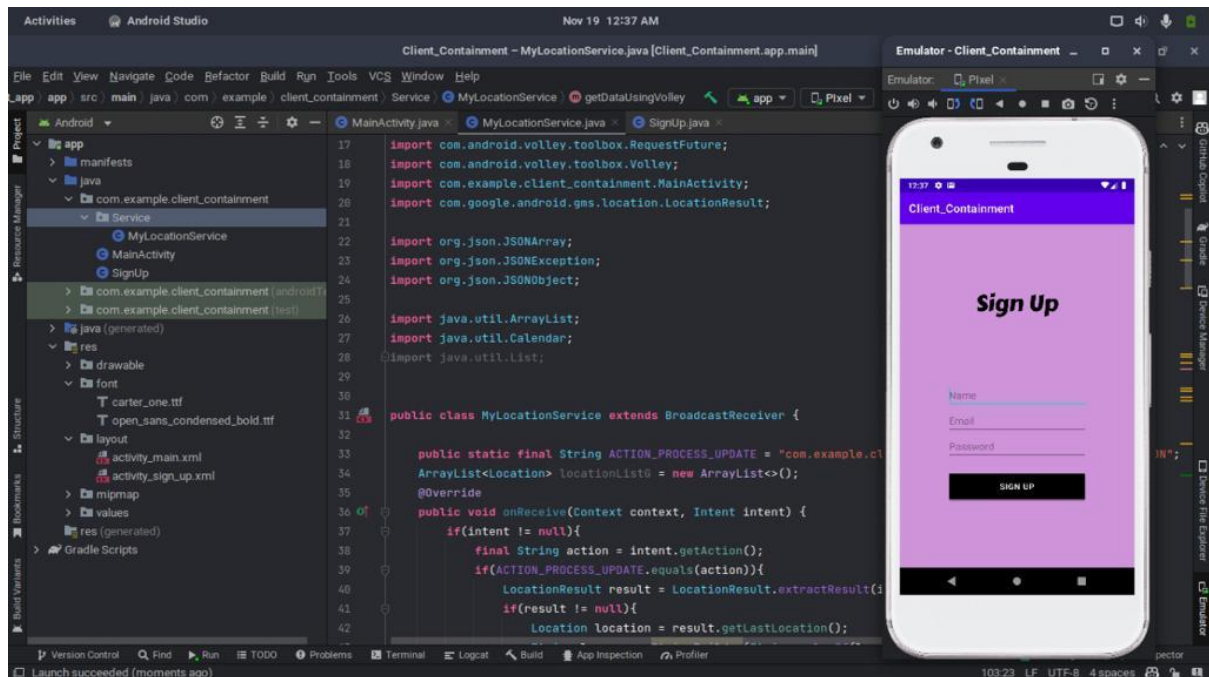 Activities Android Studio Nov 19 12:37 AM
Client_Containment – MyLocationService.java [Client_Containment.app.main]
Emulator - Client_Containment
File Edit View Navigate Code Refactor Build Run Tools VCS Window Help
Emulator: Pixel
app src main java com example client_containment Service MyLocationService getDataUsingVolley app Pixel
Android
MainActivity.java MyLocationService.java SignUp.java
app
manifests
java
com.example.client_containment
Service
MyLocationService
MainActivity
SignUp
com.example.client_containment
com.example.client_containment (test)
java (generated)
res
drawable
font
carter_one.ttf
open_sans_condensed_bold.ttf
layout
activity_main.xml
activity_sign_up.xml
mipmap
values
res (generated)
Gradle Scripts
17 import com.android.volley.toolbox.RequestFuture;
18 import com.android.volley.toolbox.Volley;
19 import com.example.client_containment.MainActivity;
20 import com.google.android.gms.location.LocationResult;
21
22 import org.json.JSONArray;
23 import org.json.JSONException;
24 import org.json.JSONObject;
25
26 import java.util.ArrayList;
27 import java.util.Calendar;
28 import java.util.List;
29
30
31 public class MyLocationService extends BroadcastReceiver {
32
33 public static final String ACTION_PROCESS_UPDATE = "com.example.cl
34 ArrayList<Location> locationListG = new ArrayList<>();
35 @Override
36 public void onReceive(Context context, Intent intent) {
37 if(intent != null){
38 final String action = intent.getAction();
39 if(ACTION_PROCESS_UPDATE.equals(action)){
40 LocationResult result = LocationResult.extractResult(i
41 if(result != null){
42 Location location = result.getLastLocation();
12:37
Client_Containment
Sign Up
Name
Email
Password
SIGN UP
ON";
Project
Resource Manager
Structure
Bookmarks
Build Variants
GitHub Copilot
Gradle
Device Manager
Device File Explorer
Emulator
Version Control Find Run TODO Problems Terminal Logcat Build App Inspection Profiler
Launch succeeded (moments ago)
103:23 LF UTF-8 4 spaces